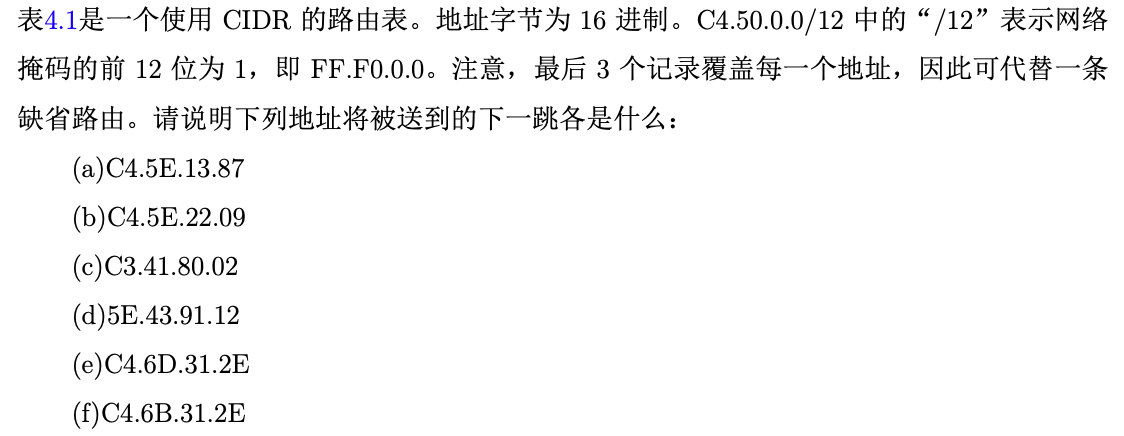 表4.1是一个使用 CIDR 的路由表。地址字节为 16 进制。C4.50.0.0/12 中的“/12”表示网络
掩码的前 12 位为 1，即 FF.F0.0.0。注意，最后 3 个记录覆盖每一个地址，因此可代替一条
缺省路由。请说明下列地址将被送到的下一跳各是什么：
(a)C4.5E.13.87
(b)C4.5E.22.09
(c)C3.41.80.02
(d)5E.43.91.12
(e)C4.6D.31.2E
(f)C4.6B.31.2E